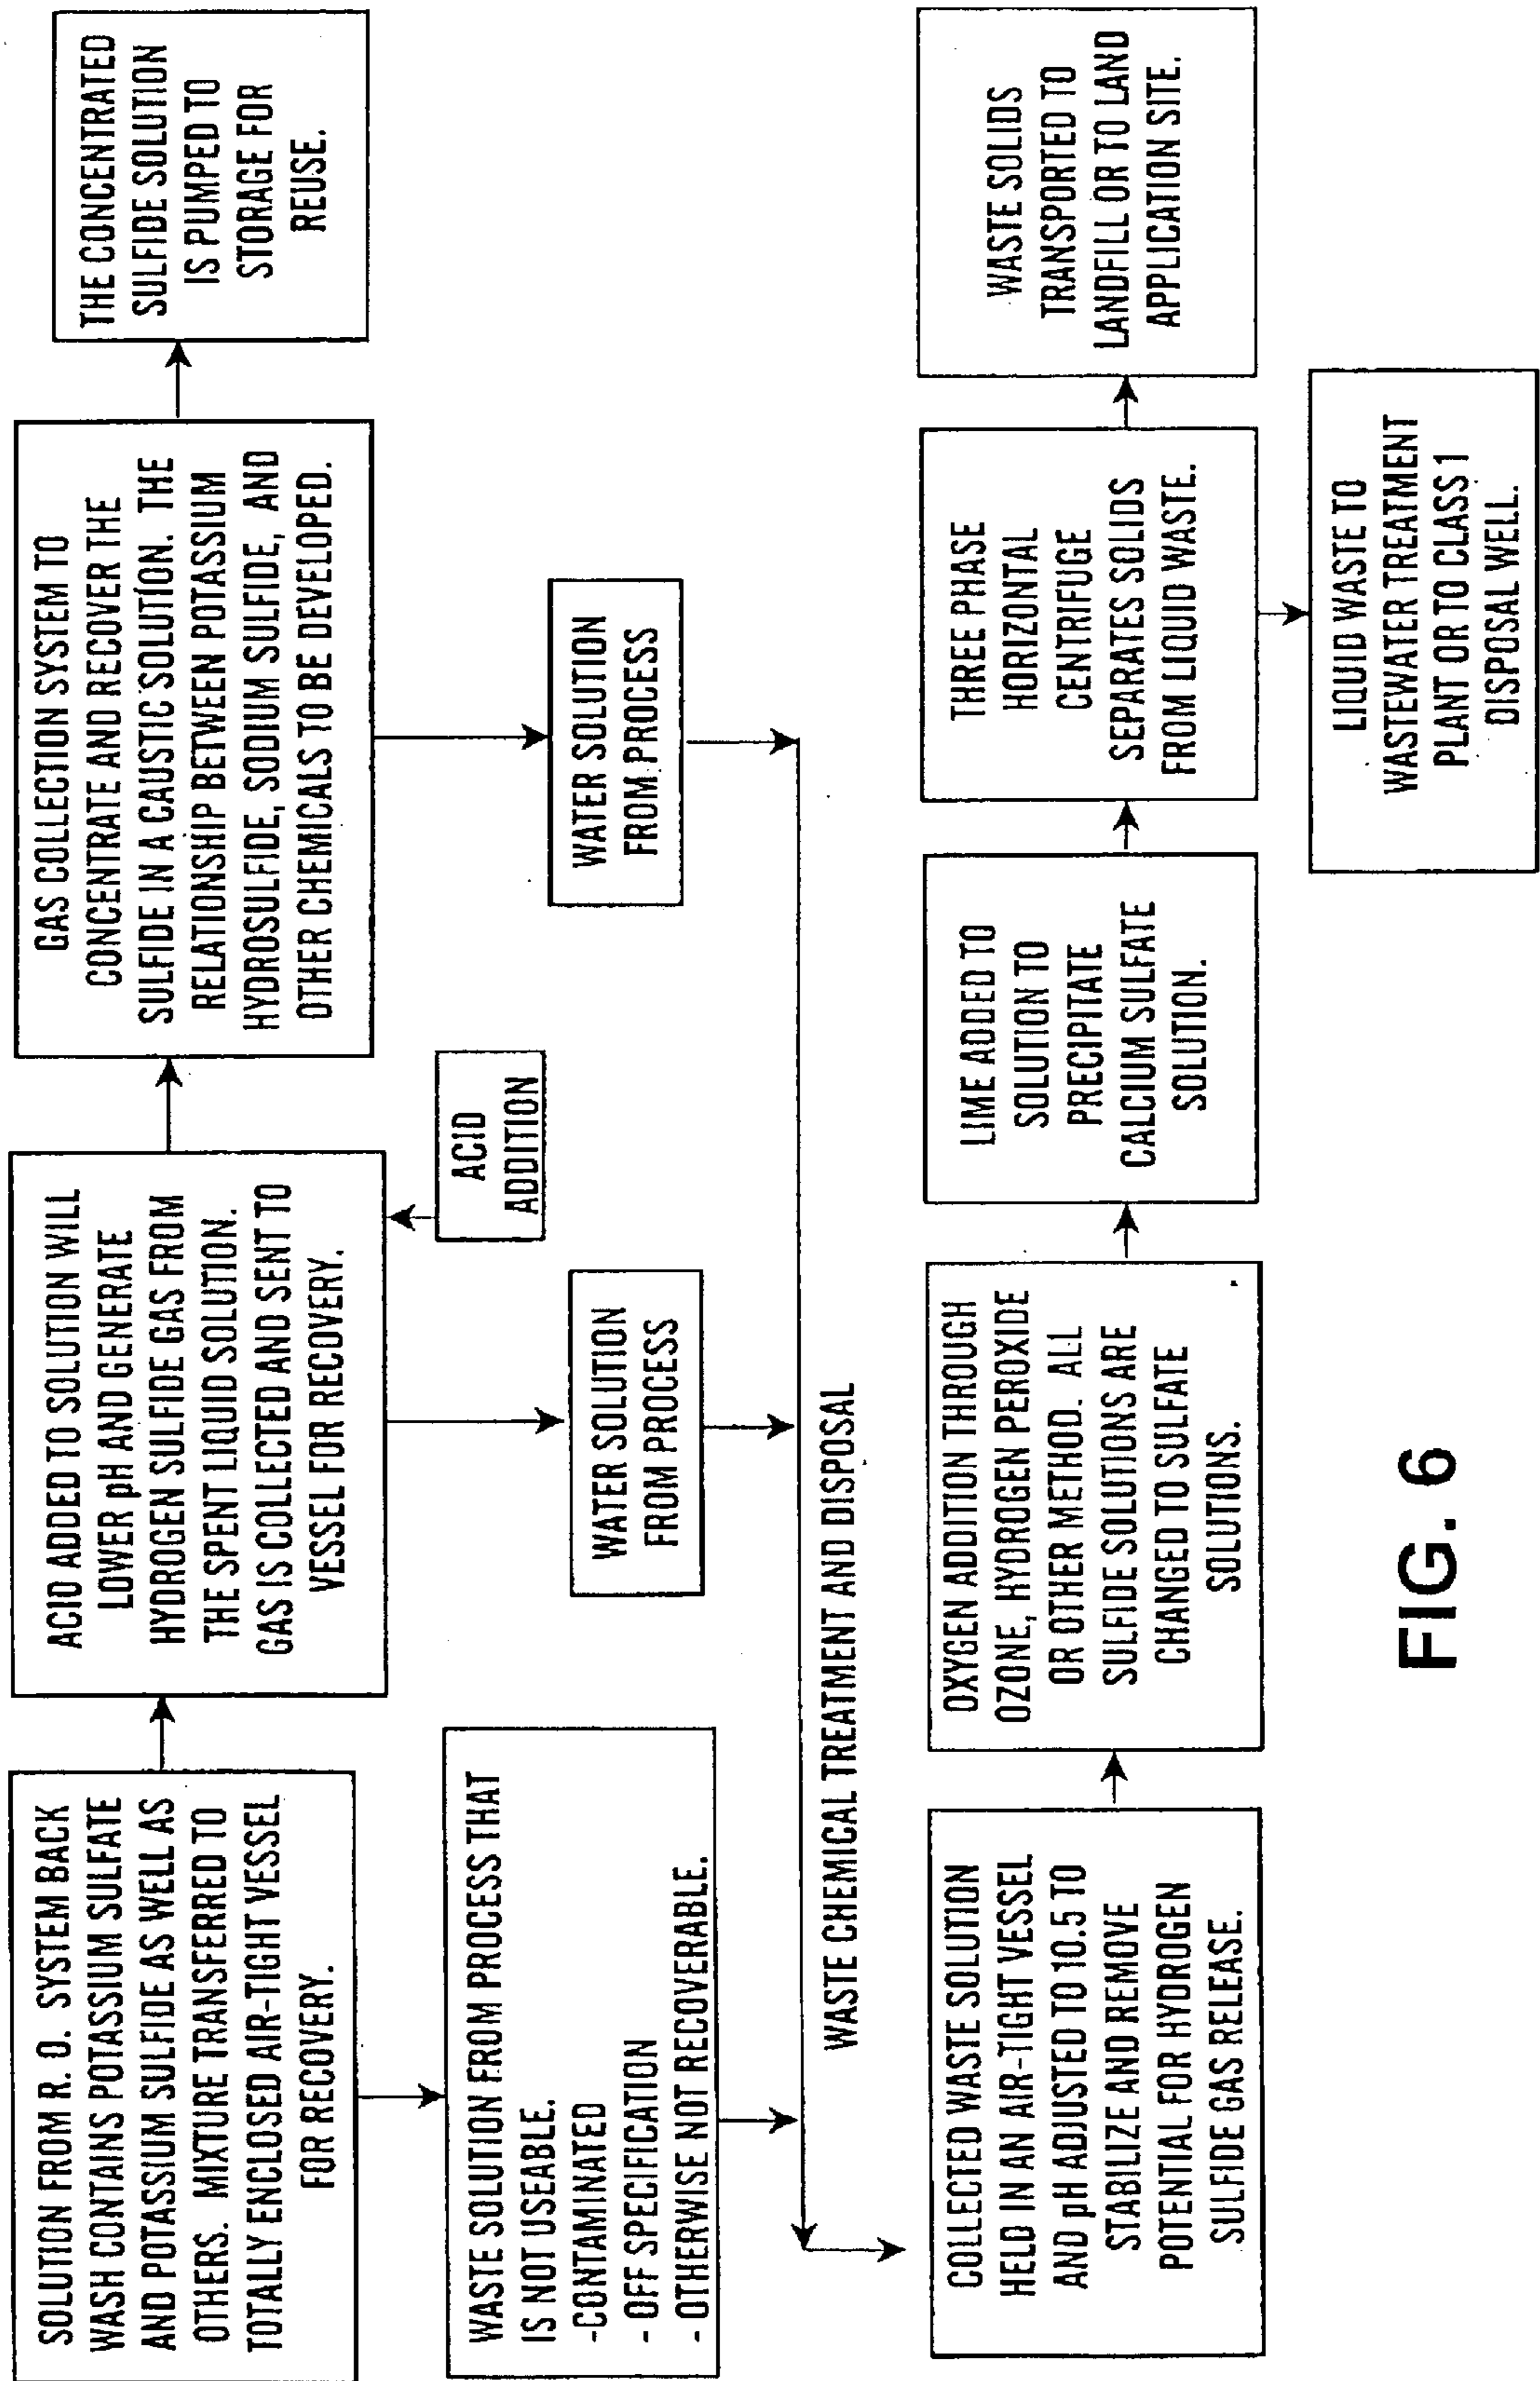 SOLUTION FROM R. O. SYSTEM BACK
WASH CONTAINS POTASSIUM SULFATE
AND POTASSIUM SULFIDE AS WELL AS
OTHERS. MIXTURE TRANSFERRED TO
TOTALLY ENCLOSED AIR-TIGHT VESSEL
FOR RECOVERY.
ACID ADDED TO SOLUTION WILL
LOWER pH AND GENERATE
HYDROGEN SULFIDE GAS FROM
THE SPENT LIQUID SOLUTION.
GAS IS COLLECTED AND SENT TO
VESSEL FOR RECOVERY.
GAS COLLECTION SYSTEM TO
CONCENTRATE AND RECOVER THE
SULFIDE IN A CAUSTIC SOLUTION. THE
RELATIONSHIP BETWEEN POTASSIUM
HYDROSULFIDE, SODIUM SULFIDE, AND
OTHER CHEMICALS TO BE DEVELOPED.
THE CONCENTRATED
SULFIDE SOLUTION
IS PUMPED TO
STORAGE FOR
REUSE.
ACID
ADDITION
WASTE SOLUTION FROM PROCESS THAT
IS NOT USEABLE.
-CONTAMINATED
- OFF SPECIFICATION
- OTHERWISE NOT RECOVERABLE.
WATER SOLUTION
FROM PROCESS
WATER SOLUTION
FROM PROCESS
WASTE CHEMICAL TREATMENT AND DISPOSAL
COLLECTED WASTE SOLUTION
HELD IN AN AIR-TIGHT VESSEL
AND pH ADJUSTED TO 10.5 TO
STABILIZE AND REMOVE
POTENTIAL FOR HYDROGEN
SULFIDE GAS RELEASE.
OXYGEN ADDITION THROUGH
OZONE, HYDROGEN PEROXIDE
OR OTHER METHOD. ALL
SULFIDE SOLUTIONS ARE
CHANGED TO SULFATE
SOLUTIONS.
LIME ADDED TO
SOLUTION TO
PRECIPITATE
CALCIUM SULFATE
SOLUTION.
THREE PHASE
HORIZONTAL
CENTRIFUGE
SEPARATES SOLIDS
FROM LIQUID WASTE.
WASTE SOLIDS
TRANSPORTED TO
LANDFILL OR TO LAND
APPLICATION SITE.
LIQUID WASTE TO
WASTEWATER TREATMENT
PLANT OR TO CLASS 1
DISPOSAL WELL.
FIG. 6